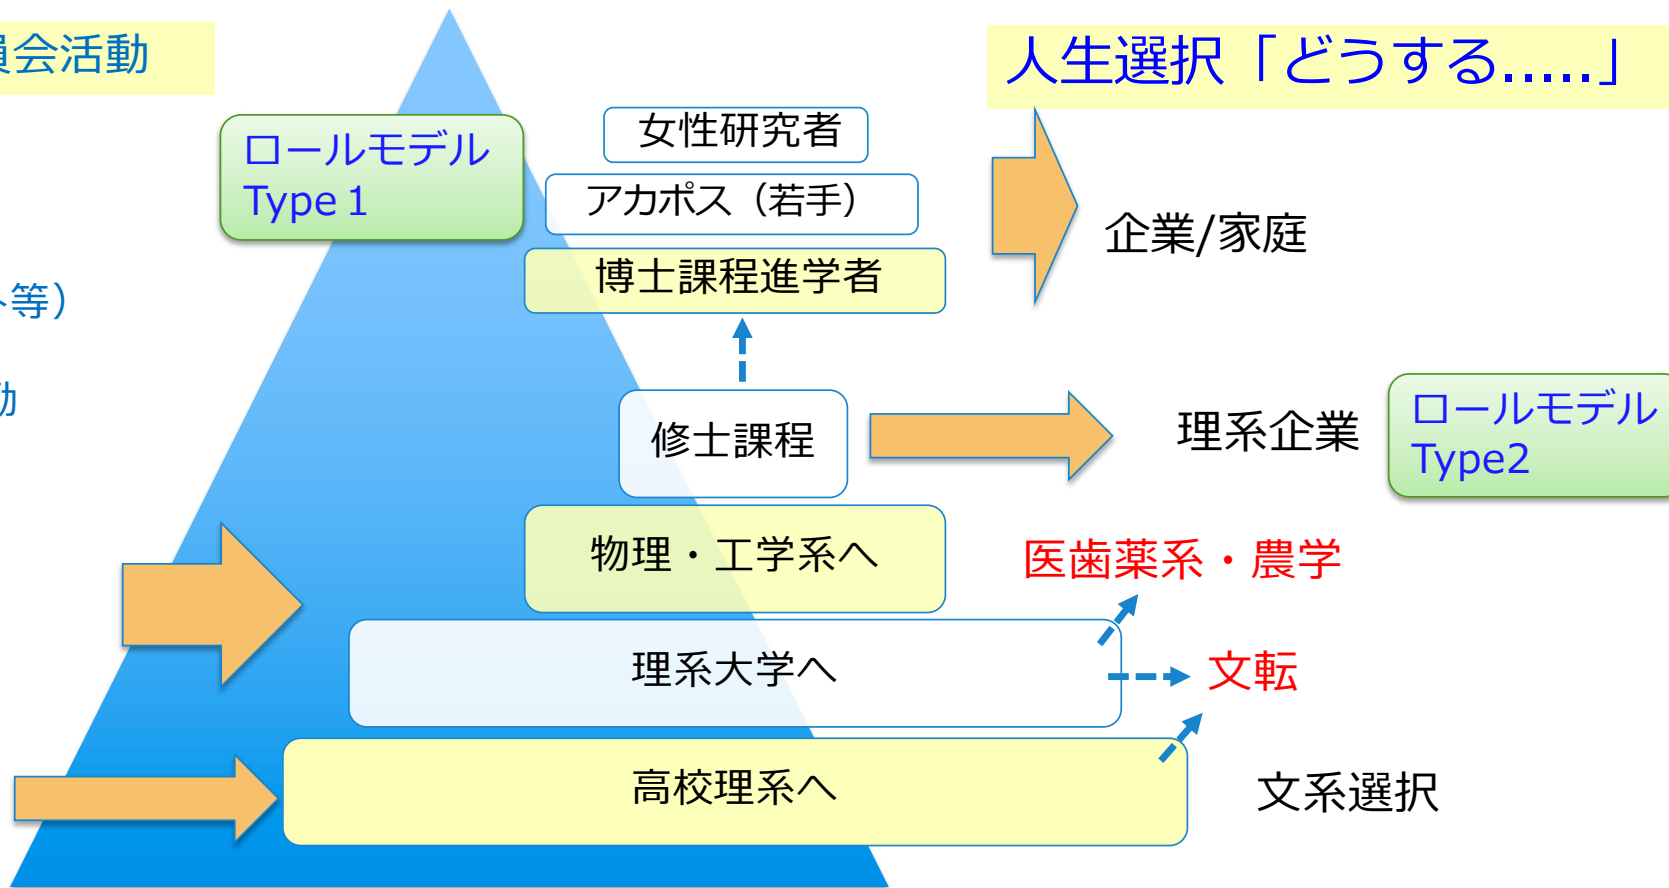 員会活動
人生選択「どうする.....」
ロールモデル
Type１
女性研究者
アカポス（若手）
博士課程進学者
企業/家庭
等）
動
修士課程
理系企業
ロールモデル
Type2
物理・工学系へ
医歯薬系・農学
理系大学へ
文転
高校理系へ
文系選択